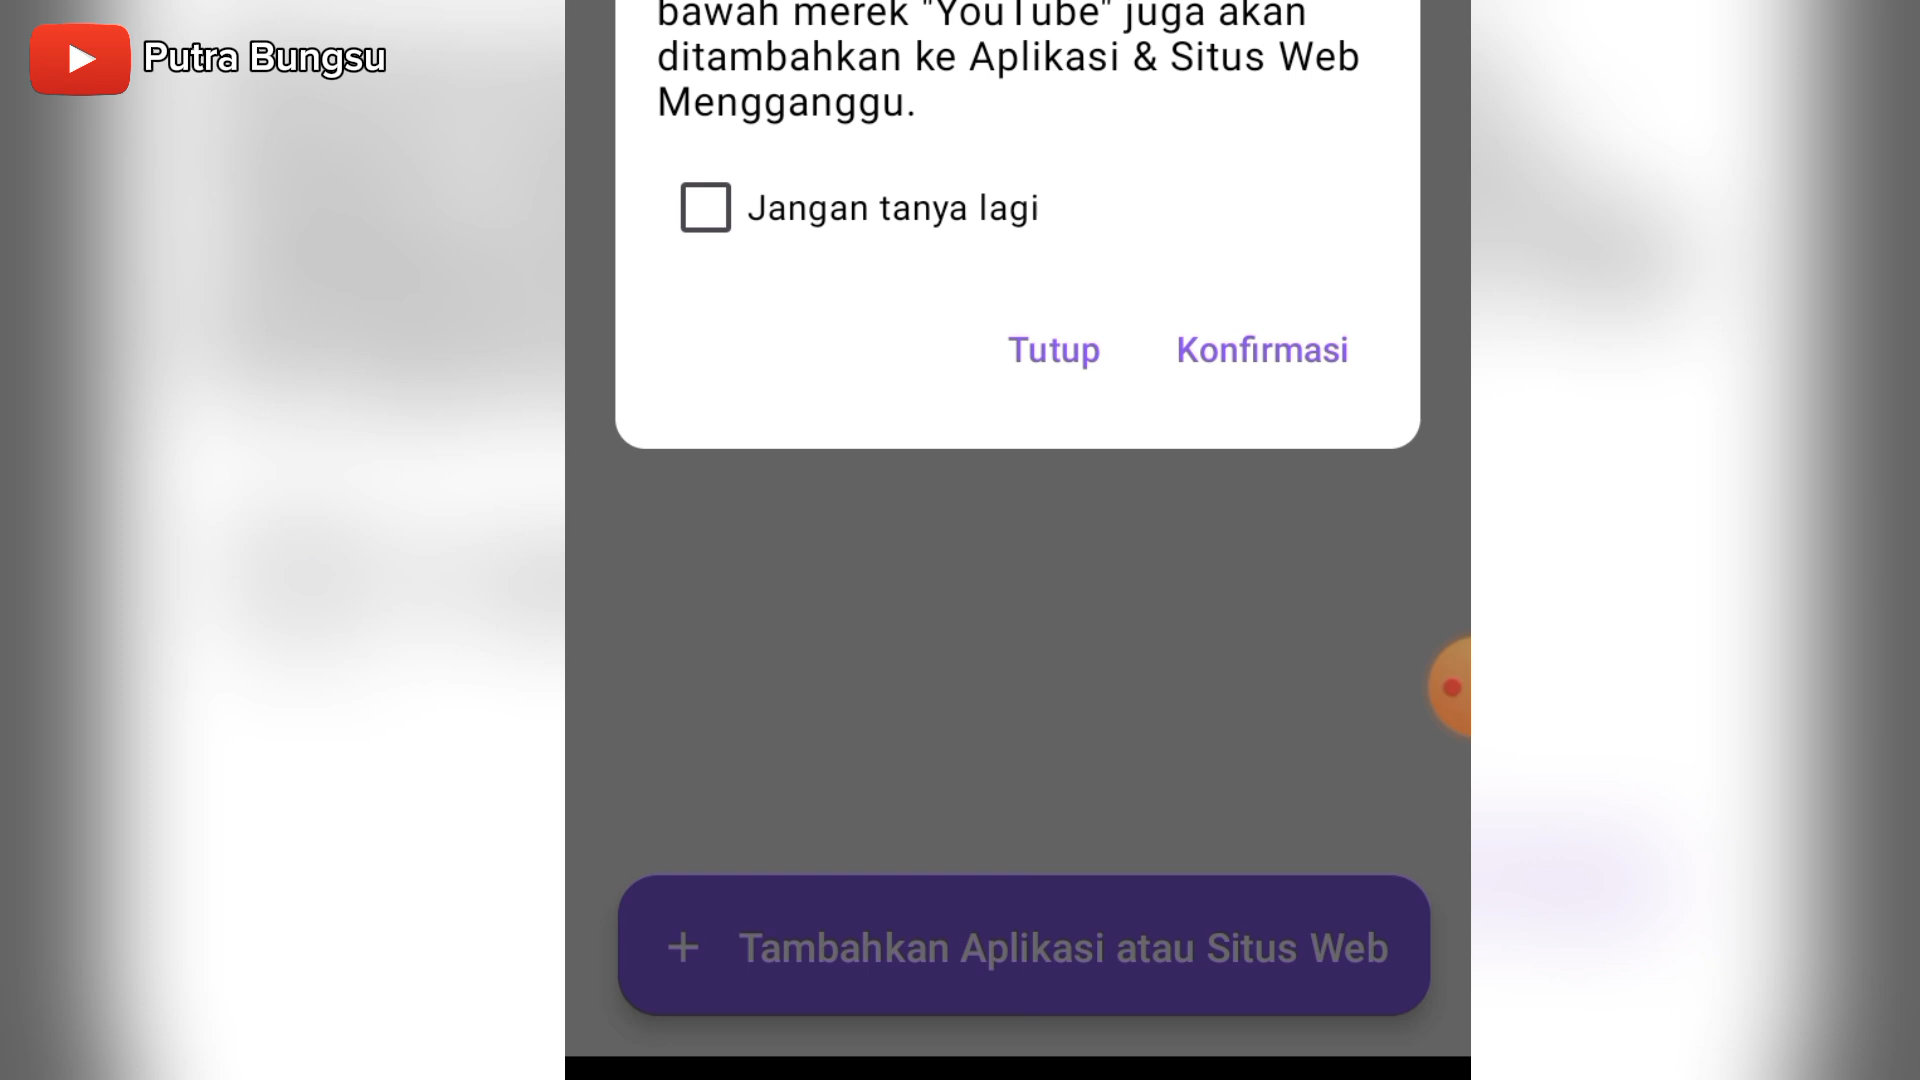 Putra Bungsu
bawah merek "YouTube" juga akan
ditambahkan ke Aplikasi & Situs Web
Mengganggu.
Jangan tanya lagi
Tutup Konfirmasi
+ Tambahkan Aplikasi atau Situs Web